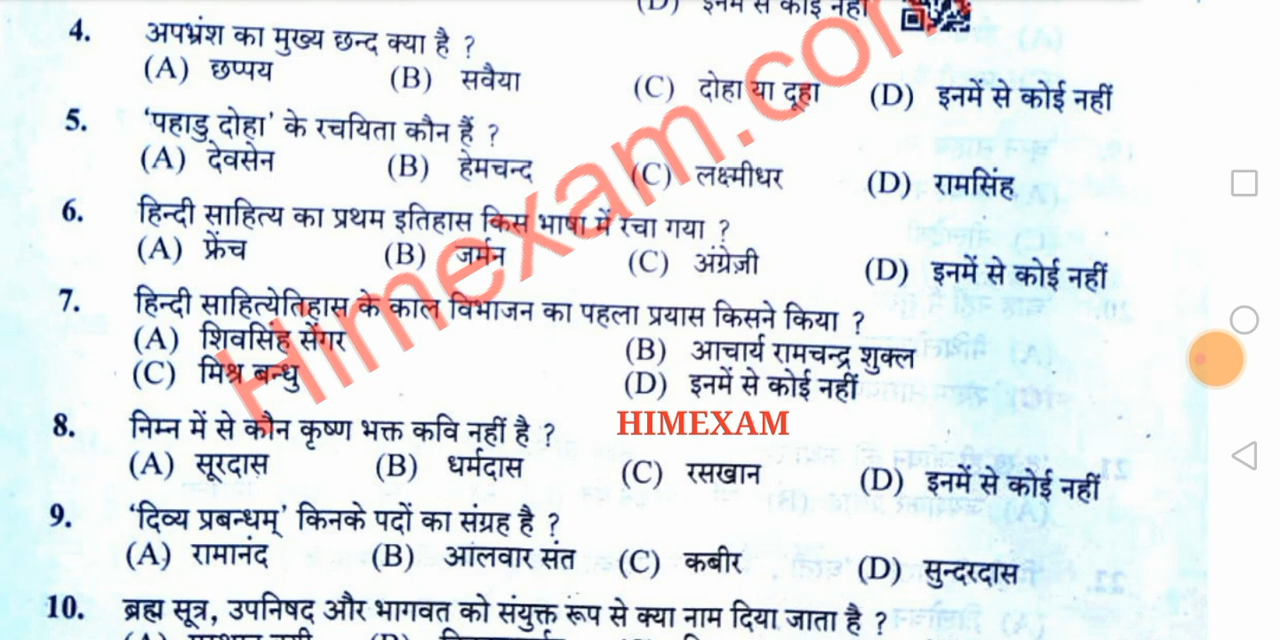 (D) इनमें से कोई नहीं
4. अपभ्रंश का मुख्य छन्द क्या है ?
(A) छप्पय (B) सवैया (C) दोहा या दूहा (D) इनमें से कोई नहीं
5. 'पहाडु दोहा' के रचयिता कौन हैं ?
(A) देवसेन (B) हेमचन्द (C) लक्ष्मीधर (D) रामसिंह
6. हिन्दी साहित्य का प्रथम इतिहास किस भाषा में रचा गया ?
(A) फ्रेंच (B) जर्मन (C) अंग्रेज़ी (D) इनमें से कोई नहीं
7. हिन्दी साहित्येतिहास के काल विभाजन का पहला प्रयास किसने किया ?
(A) शिवसिंह सेंगर (B) आचार्य रामचन्द्र शुक्ल
(C) मिश्र बन्धु (D) इनमें से कोई नहीं
HIMEXAM
8. निम्न में से कौन कृष्ण भक्त कवि नहीं है ?
(A) सूरदास (B) धर्मदास (C) रसखान (D) इनमें से कोई नहीं
9. 'दिव्य प्रबन्धम्' किनके पदों का संग्रह है ?
(A) रामानंद (B) आलवार संत (C) कबीर (D) सुन्दरदास
10. ब्रह्म सूत्र, उपनिषद और भागवत को संयुक्त रूप से क्या नाम दिया जाता है ?
Himexam.com